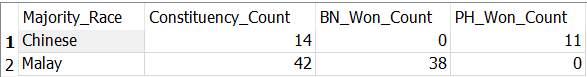 Majority_Race Constituency_Count BN_Won_Count PH_Won_Count
1 Chinese 14 0 11
2 Malay 42 38 0